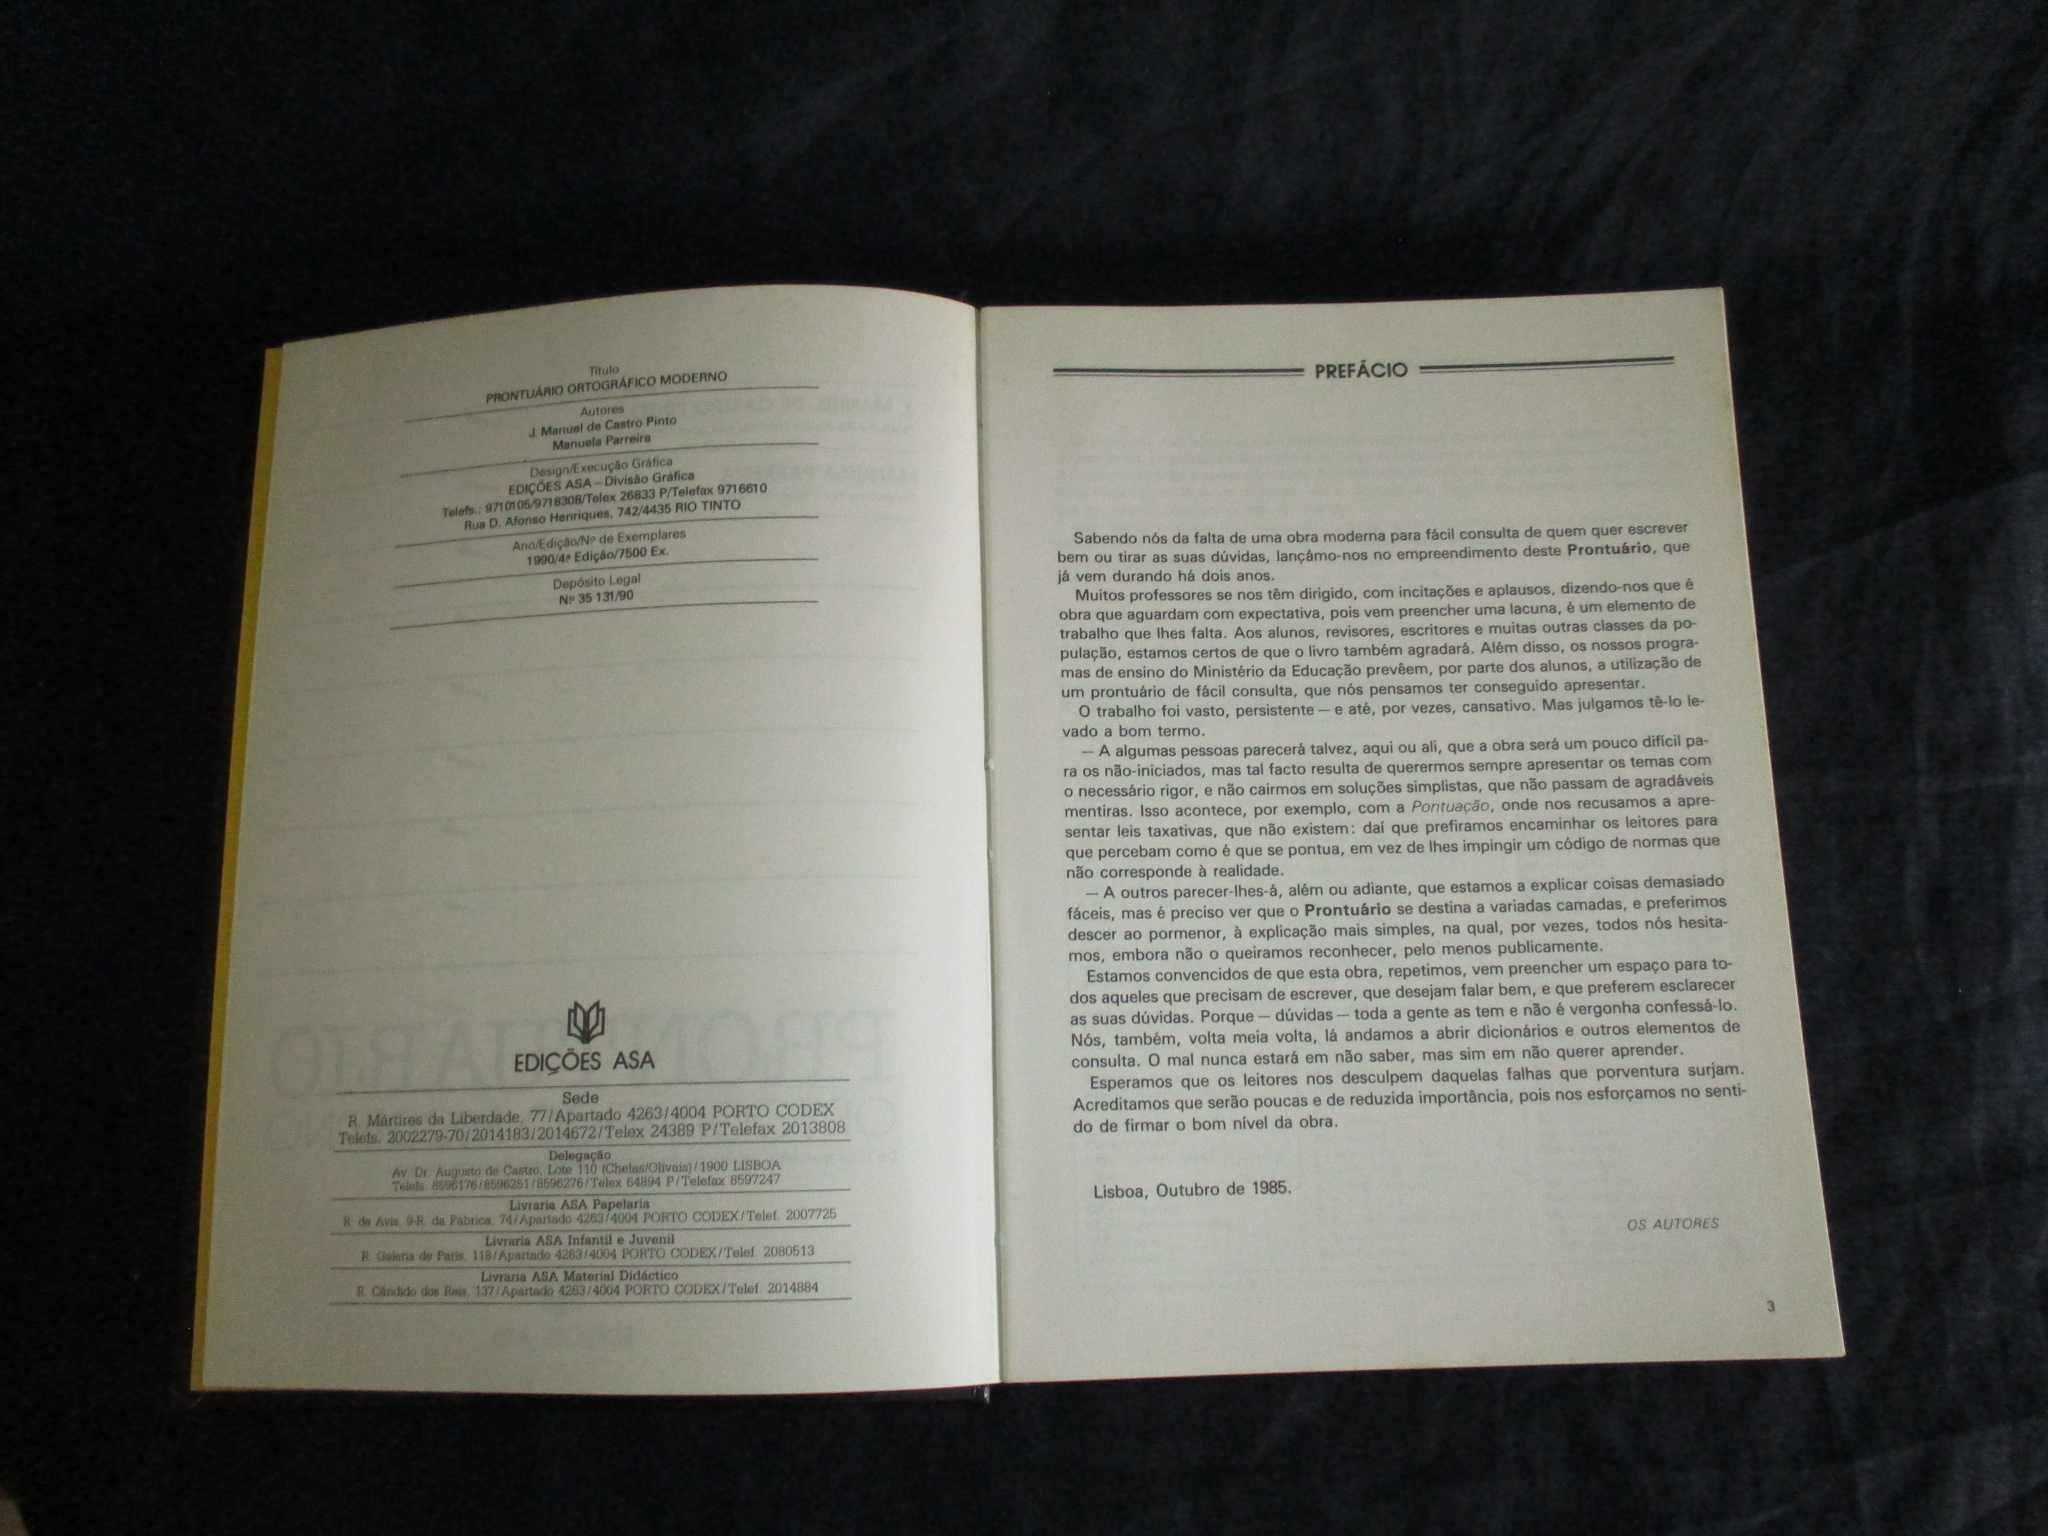 Título
PRONTUÁRIO ORTOGRÁFICO MODERNO
Autores
J. Manuel de Castro Pinto
Manuela Parreira
Design/Execução Gráfica
EDIÇÕES ASA – Divisão Gráfica
Telefs.: 9710105/9718308/Telex 26833 P/Telefax 9716610
Rua D. Afonso Henriques, 742/4435 RIO TINTO
Ano/Edição/Nº de Exemplares
1990/4ª Edição/7500 Ex.
Depósito Legal
Nº 35 131/90
EDIÇÕES ASA
Sede
R. Mártires da Liberdade, 77/Apartado 4263/4004 PORTO CODEX
Telefs. 2002279-70/2014183/2014672/Telex 24389 P/Telefax 2013808
Delegação
Av. Dr. Augusto de Castro, Lote 110 (Chelas/Olivais)/1900 LISBOA
Telefs. 8596176/8596251/8596276/Telex 64894 P/Telefax 8597247
Livraria ASA Papelaria
R. de Avis, 9-R. da Fábrica, 74/Apartado 4263/4004 PORTO CODEX/Telef. 2007725
Livraria ASA Infantil e Juvenil
R. Galeria de Paris, 118/Apartado 4263/4004 PORTO CODEX/Telef. 2080513
Livraria ASA Material Didáctico
R. Cândido dos Reis, 137/Apartado 4263/4004 PORTO CODEX/Telef. 2014884
PREFÁCIO
Sabendo nós da falta de uma obra moderna para fácil consulta de quem quer escrever
bem ou tirar as suas dúvidas, lançámo-nos no empreendimento deste Prontuário, que
já vem durando há dois anos.
Muitos professores se nos têm dirigido, com incitações e aplausos, dizendo-nos que é
obra que aguardam com expectativa, pois vem preencher uma lacuna, é um elemento de
trabalho que lhes falta. Aos alunos, revisores, escritores e muitas outras classes da po-
pulação, estamos certos de que o livro também agradará. Além disso, os nossos progra-
mas de ensino do Ministério da Educação prevêem, por parte dos alunos, a utilização de
um prontuário de fácil consulta, que nós pensamos ter conseguido apresentar.
O trabalho foi vasto, persistente — e até, por vezes, cansativo. Mas julgamos tê-lo le-
vado a bom termo.
— A algumas pessoas parecerá talvez, aqui ou ali, que a obra será um pouco difícil pa-
ra os não-iniciados, mas tal facto resulta de querermos sempre apresentar os temas com
o necessário rigor, e não cairmos em soluções simplistas, que não passam de agradáveis
mentiras. Isso acontece, por exemplo, com a Pontuação, onde nos recusamos a apre-
sentar leis taxativas, que não existem: daí que prefiramos encaminhar os leitores para
que percebam como é que se pontua, em vez de lhes impingir um código de normas que
não corresponde à realidade.
— A outros parecer-lhes-á, além ou adiante, que estamos a explicar coisas demasiado
fáceis, mas é preciso ver que o Prontuário se destina a variadas camadas, e preferimos
descer ao pormenor, à explicação mais simples, na qual, por vezes, todos nós hesita-
mos, embora não o queiramos reconhecer, pelo menos publicamente.
Estamos convencidos de que esta obra, repetimos, vem preencher um espaço para to-
dos aqueles que precisam de escrever, que desejam falar bem, e que preferem esclarecer
as suas dúvidas. Porque — dúvidas — toda a gente as tem e não é vergonha confessá-lo.
Nós, também, volta meia volta, lá andamos a abrir dicionários e outros elementos de
consulta. O mal nunca estará em não saber, mas sim em não querer aprender.
Esperamos que os leitores nos desculpem daquelas falhas que porventura surjam.
Acreditamos que serão poucas e de reduzida importância, pois nos esforçamos no senti-
do de firmar o bom nível da obra.
Lisboa, Outubro de 1985.
OS AUTORES
3